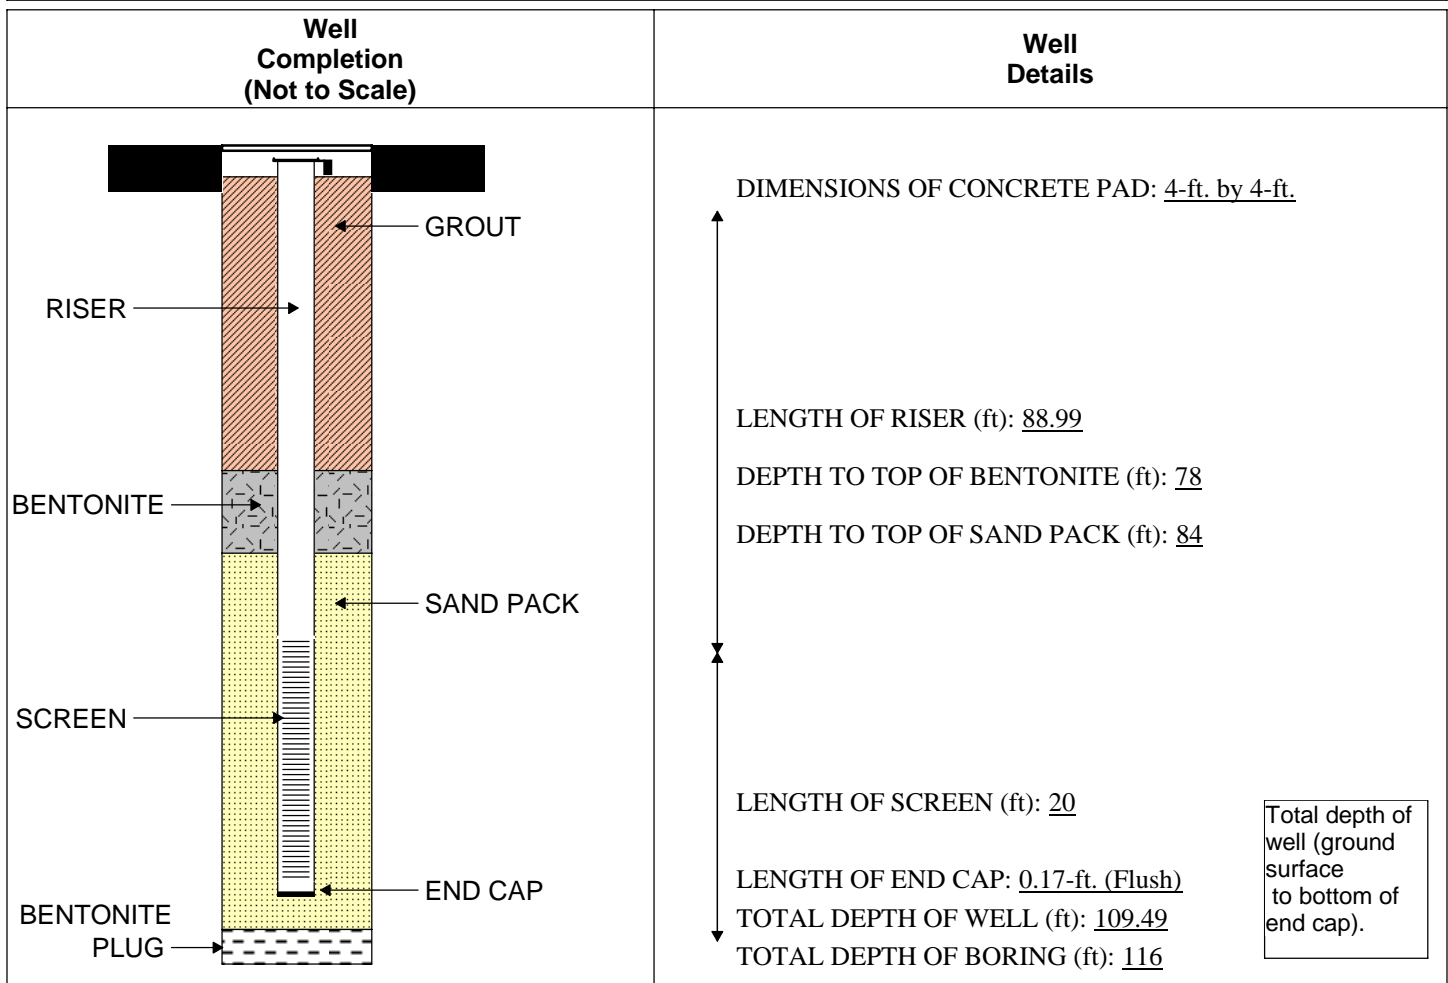 Well
Completion
(Not to Scale)
Well
Details
GROUT
RISER
BENTONITE
SAND PACK
SCREEN
END CAP
BENTONITE
PLUG
DIMENSIONS OF CONCRETE PAD: 4-ft. by 4-ft.
LENGTH OF RISER (ft): 88.99
DEPTH TO TOP OF BENTONITE (ft): 78
DEPTH TO TOP OF SAND PACK (ft): 84
LENGTH OF SCREEN (ft): 20
LENGTH OF END CAP: 0.17-ft. (Flush)
TOTAL DEPTH OF WELL (ft): 109.49
TOTAL DEPTH OF BORING (ft): 116
Total depth of
well (ground
surface
to bottom of
end cap).